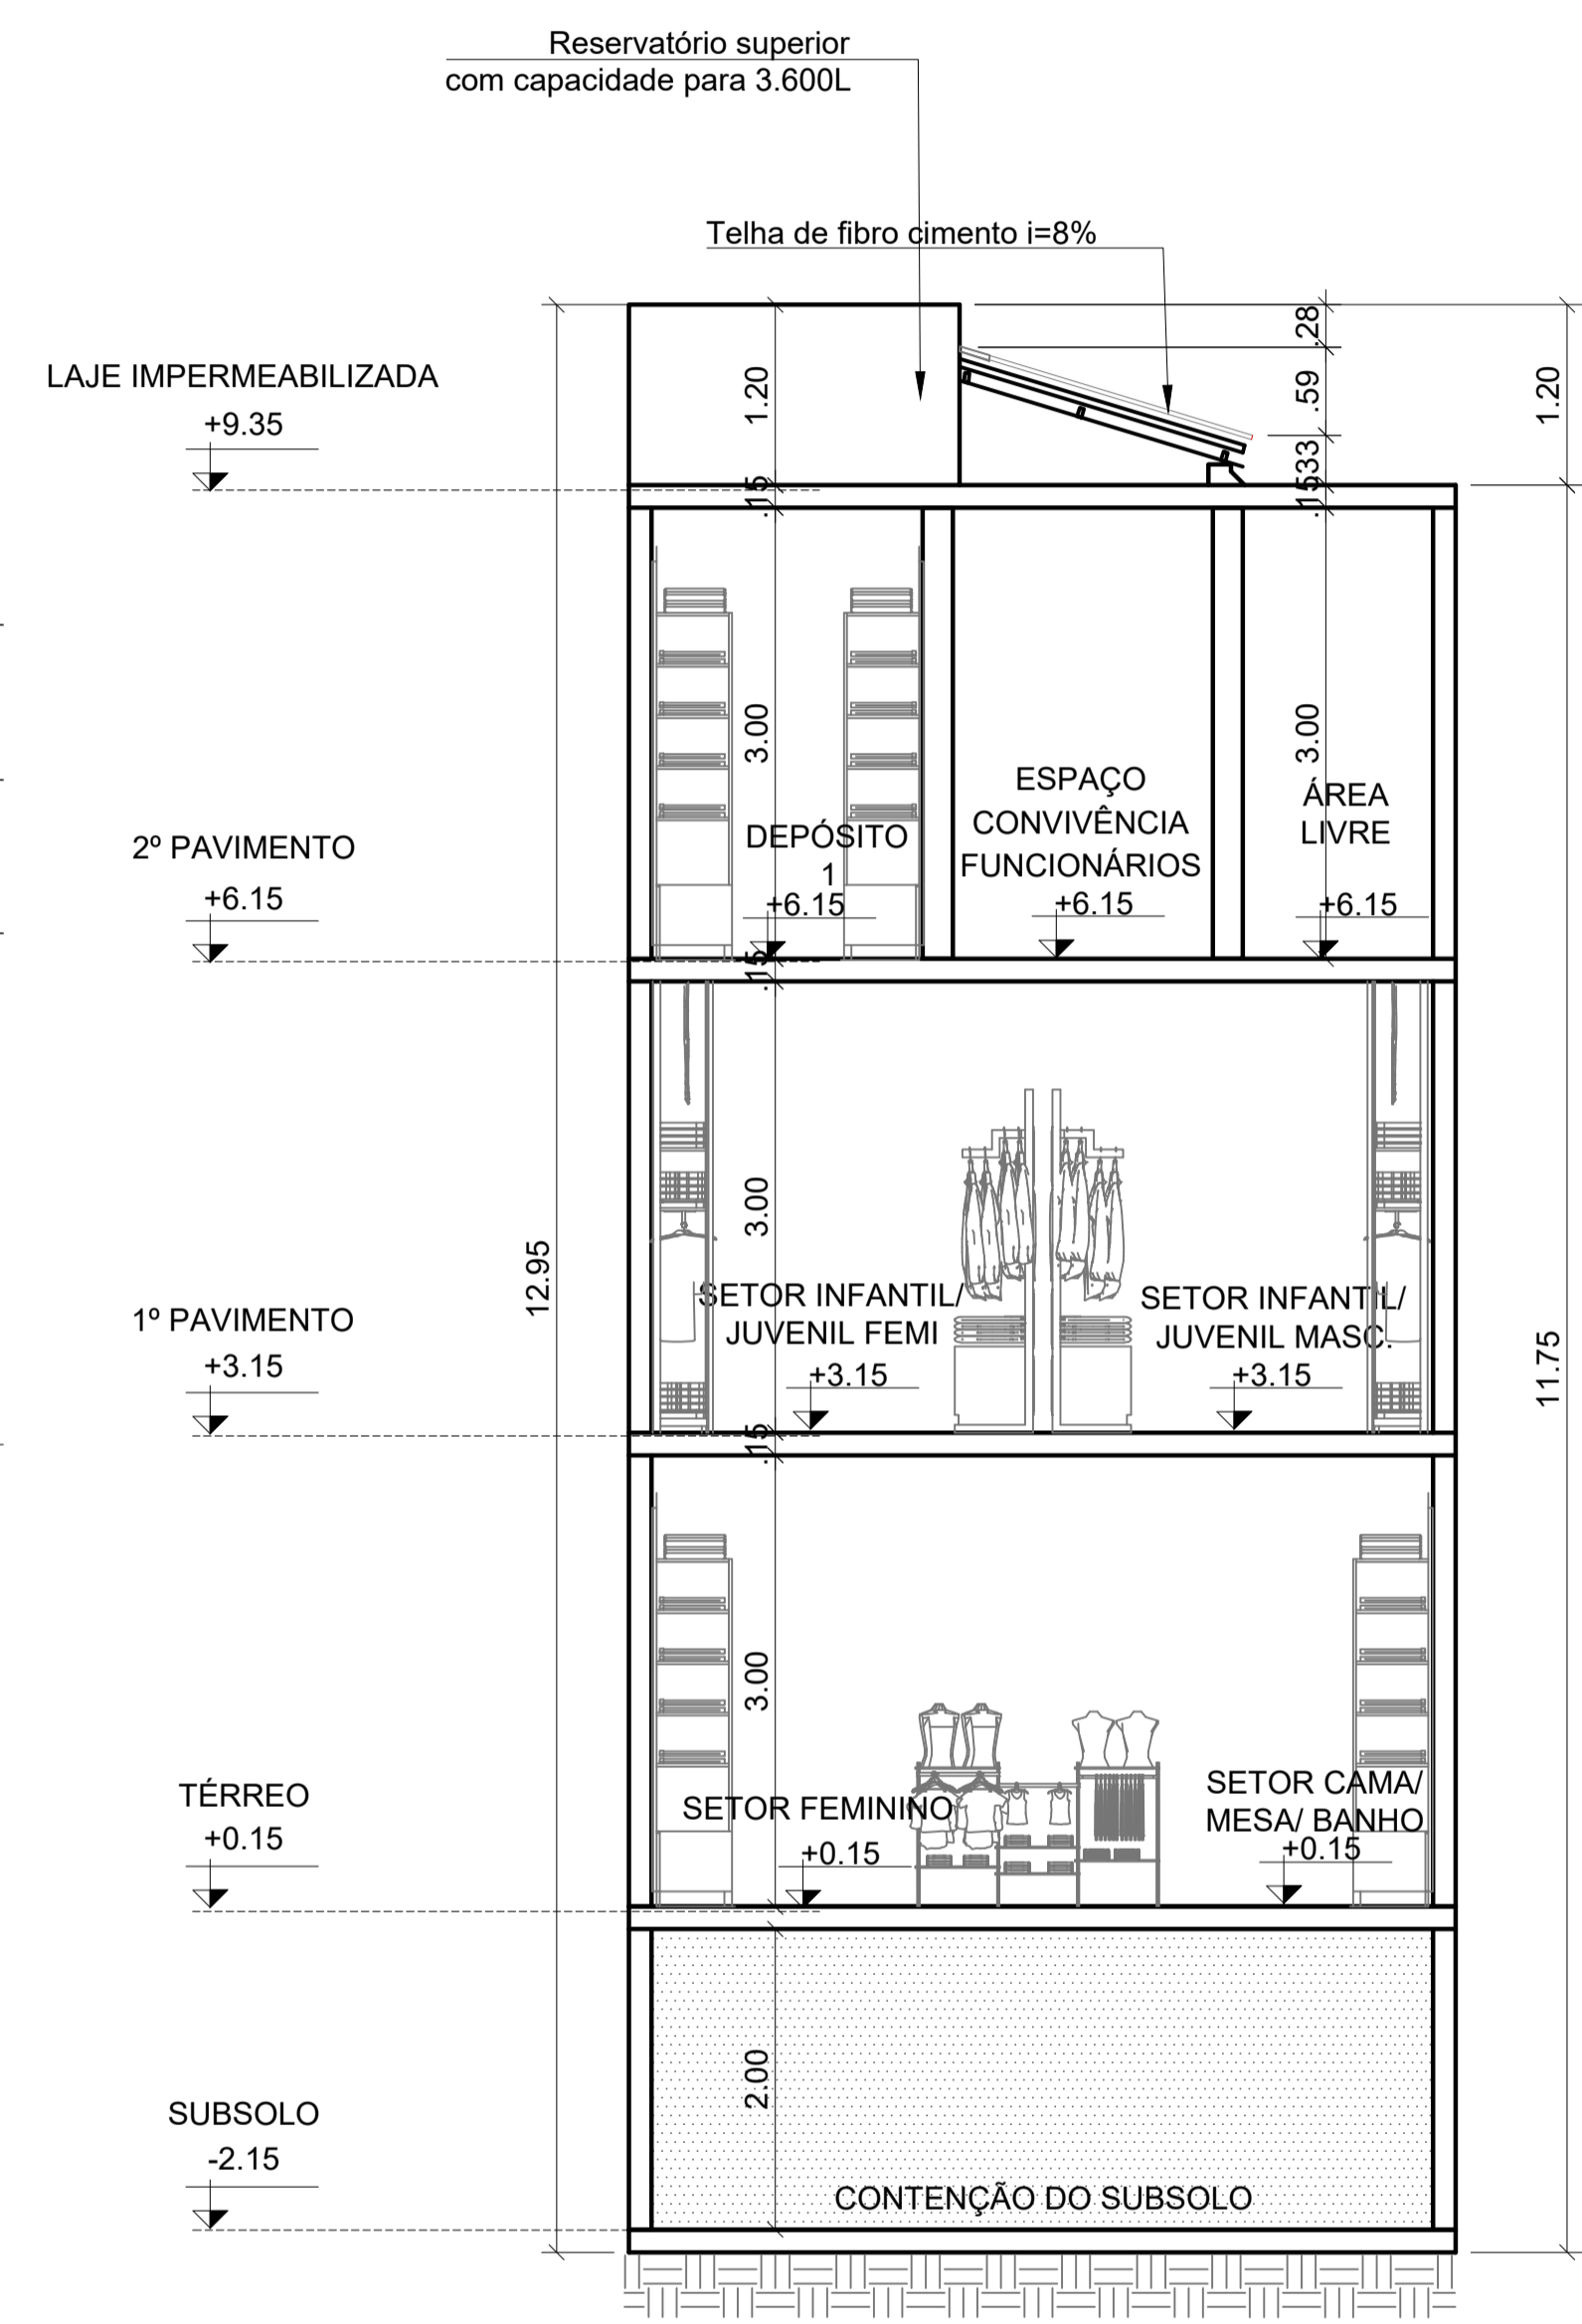 Reservatório superior
com capacidade para 3.600L
Telha de fibro cimento i=8%
.28
LAJE IMPERMEABILIZADA
+9.35
1.20
.59
1.20
.33
.15
.15
2º PAVIMENTO
+6.15
3.00
3.00
DEPÓSITO
1
+6.15
ESPAÇO
CONVIVÊNCIA
FUNCIONÁRIOS
+6.15
ÁREA
LIVRE
+6.15
.15
12.95
11.75
1º PAVIMENTO
+3.15
3.00
SETOR INFANTIL/
JUVENIL FEMI
+3.15
SETOR INFANTIL/
JUVENIL MASC.
+3.15
.15
TÉRREO
+0.15
3.00
SETOR FEMININO
+0.15
SETOR CAMA/
MESA/ BANHO
+0.15
SUBSOLO
-2.15
2.00
CONTENÇÃO DO SUBSOLO